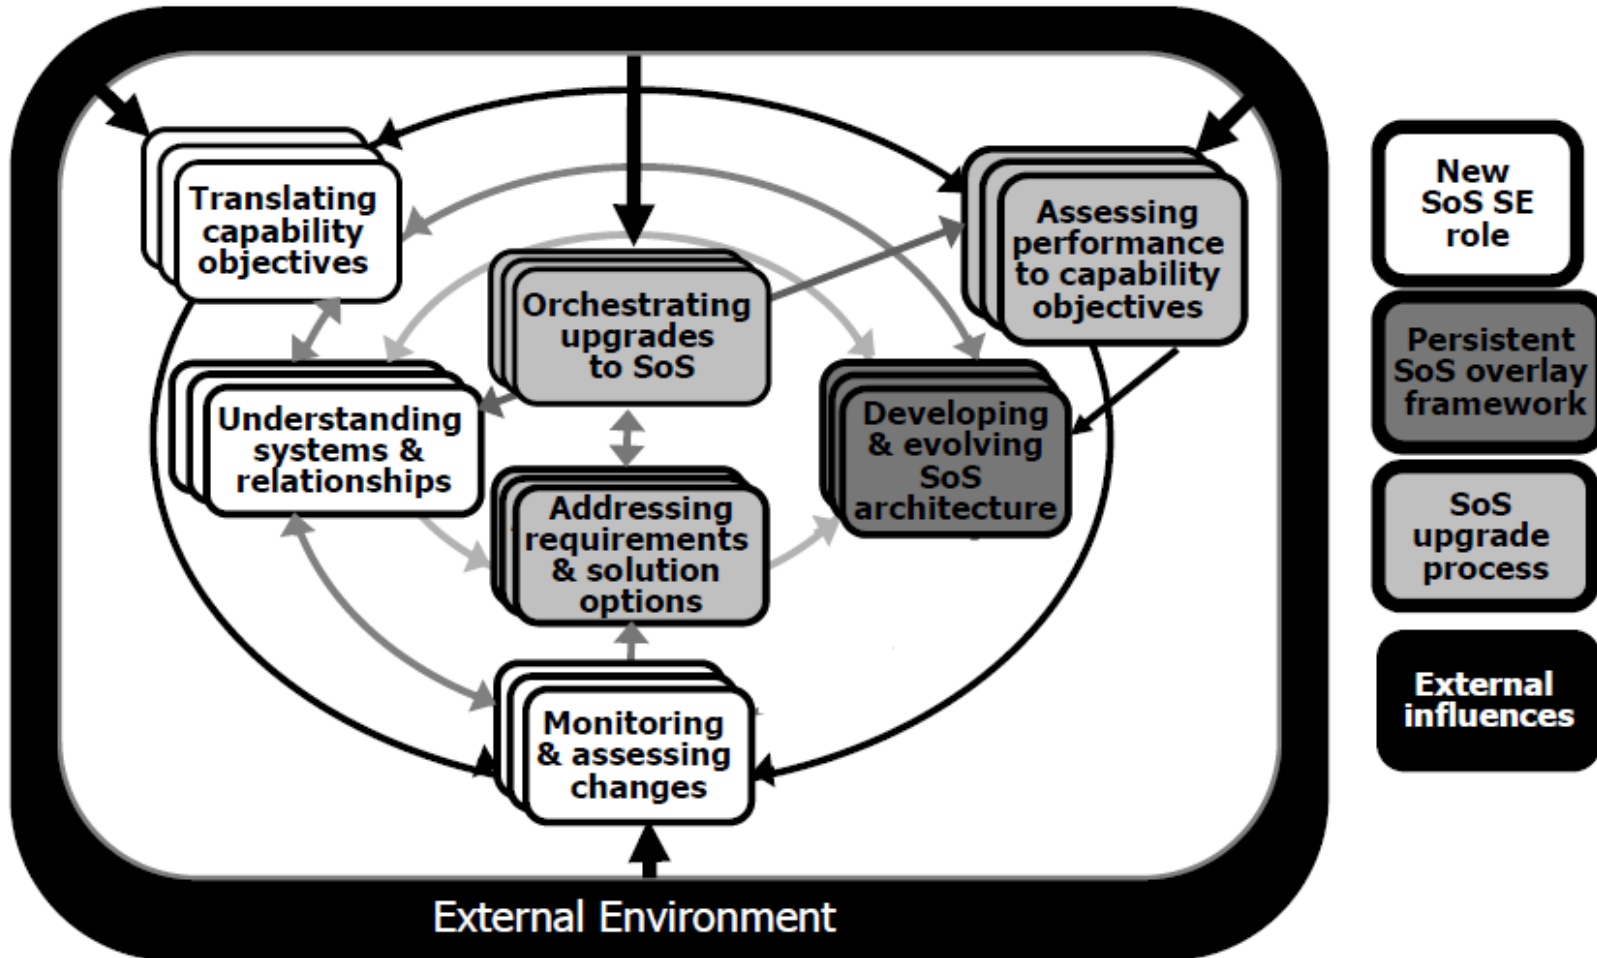 Translating
capability
objectives
Assessing
performance
to capability
objectives
Orchestrating
upgrades
to SoS
Understanding
systems &
relationships
Developing
& evolving
SoS
architecture
Addressing
requirements
& solution
options
Monitoring
& assessing
changes
External Environment
New
SoS SE
role
Persistent
SoS overlay
framework
SoS
upgrade
process
External
influences